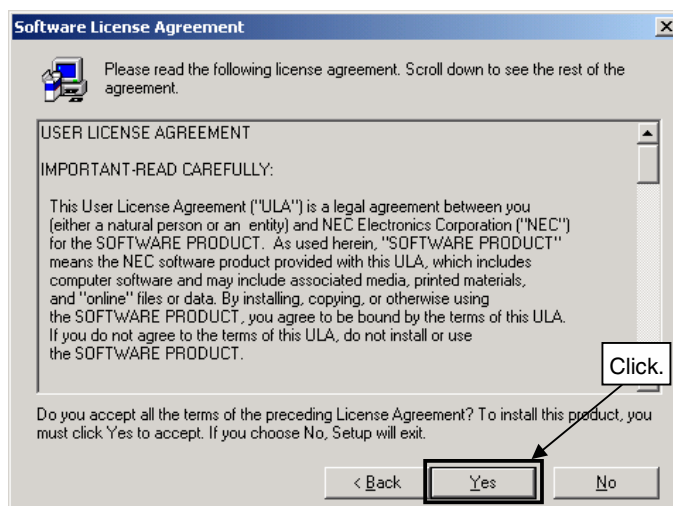 Software License Agreement
Please read the following license agreement. Scroll down to see the rest of the
agreement.
USER LICENSE AGREEMENT
IMPORTANT-READ CAREFULLY:
This User License Agreement ("ULA") is a legal agreement between you
(either a natural person or an entity) and NEC Electronics Corporation ("NEC")
for the SOFTWARE PRODUCT. As used herein, "SOFTWARE PRODUCT"
means the NEC software product provided with this ULA, which includes
computer software and may include associated media, printed materials,
and "online" files or data. By installing, copying, or otherwise using
the SOFTWARE PRODUCT, you agree to be bound by the terms of this ULA.
If you do not agree to the terms of this ULA, do not install or use
the SOFTWARE PRODUCT.
Click.
Do you accept all the terms of the preceding License Agreement? To install this product, you
must click Yes to accept. If you choose No, Setup will exit.
< Back Yes No